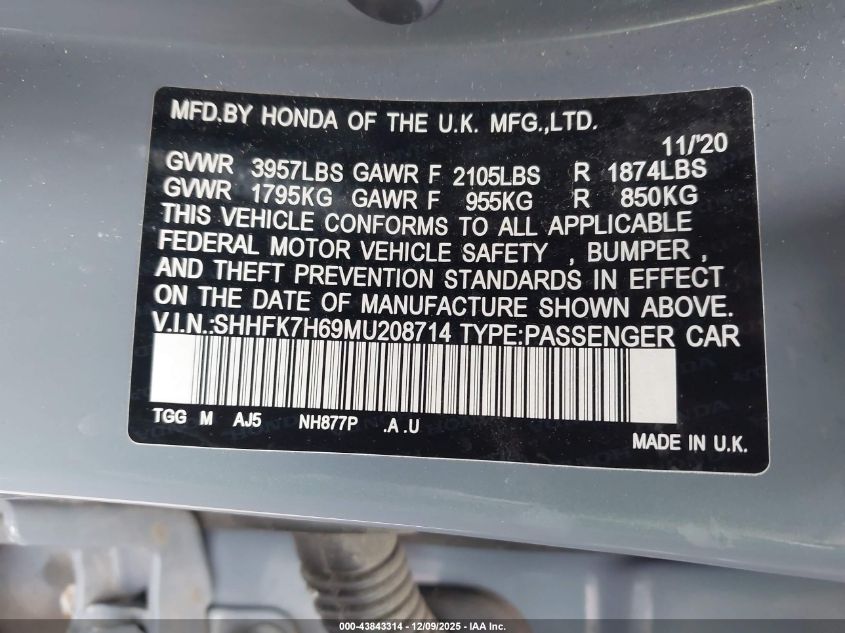 MFD.BY HONDA OF THE U.K. MFG.,LTD.
11/'20
GVWR 3957LBS GAWR F 2105LBS R 1874LBS
GVWR 1795KG GAWR F 955KG R 850KG
THIS VEHICLE CONFORMS TO ALL APPLICABLE
FEDERAL MOTOR VEHICLE SAFETY , BUMPER ,
AND THEFT PREVENTION STANDARDS IN EFFECT
ON THE DATE OF MANUFACTURE SHOWN ABOVE.
V.I.N.:SHHFK7H69MU208714 TYPE:PASSENGER CAR
TGG M AJ5 NH877P .A .U
MADE IN U.K.
000-43843314 - 12/09/2025 - IAA Inc.